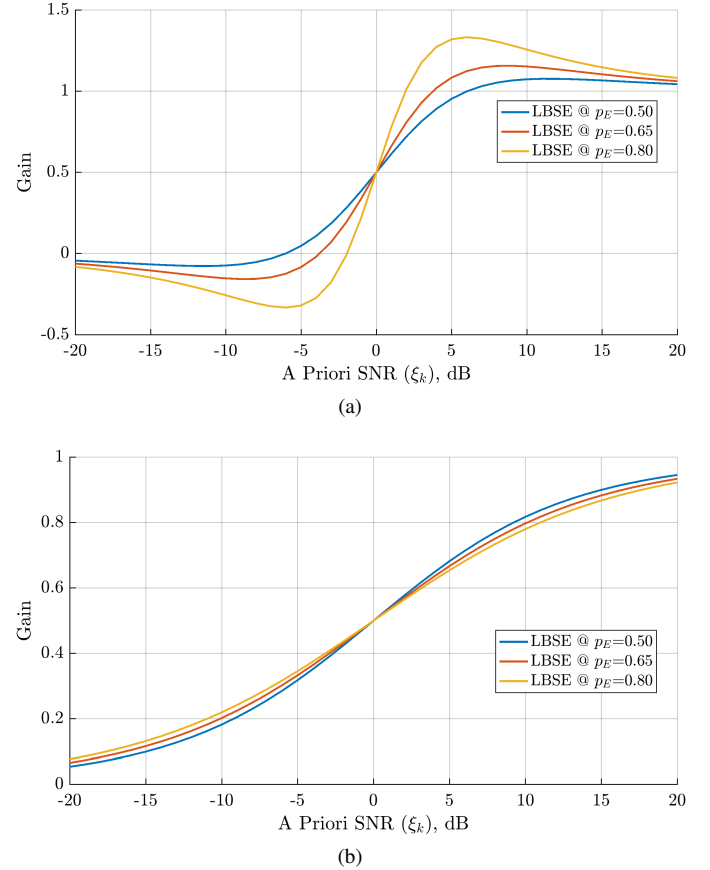 1.5
1
0.5
0
-0.5
Gain
LBSE @ p_E=0.50
LBSE @ p_E=0.65
LBSE @ p_E=0.80
-20 -15 -10 -5 0 5 10 15 20
A Priori SNR (ξ_k), dB
(a)
1
0.8
0.6
0.4
0.2
0
Gain
LBSE @ p_E=0.50
LBSE @ p_E=0.65
LBSE @ p_E=0.80
-20 -15 -10 -5 0 5 10 15 20
A Priori SNR (ξ_k), dB
(b)